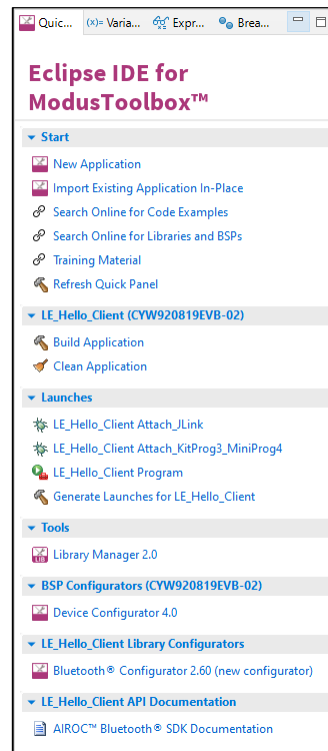 Quic... (x)= Varia... Expr... Brea...
Eclipse IDE for
ModusToolbox™
Start
New Application
Import Existing Application In-Place
Search Online for Code Examples
Search Online for Libraries and BSPs
Training Material
Refresh Quick Panel
LE_Hello_Client (CYW920819EVB-02)
Build Application
Clean Application
Launches
LE_Hello_Client Attach_JLink
LE_Hello_Client Attach_KitProg3_MiniProg4
LE_Hello_Client Program
Generate Launches for LE_Hello_Client
Tools
LIB Library Manager 2.0
BSP Configurators (CYW920819EVB-02)
Device Configurator 4.0
LE_Hello_Client Library Configurators
Bluetooth® Configurator 2.60 (new configurator)
LE_Hello_Client API Documentation
AIROC™ Bluetooth® SDK Documentation